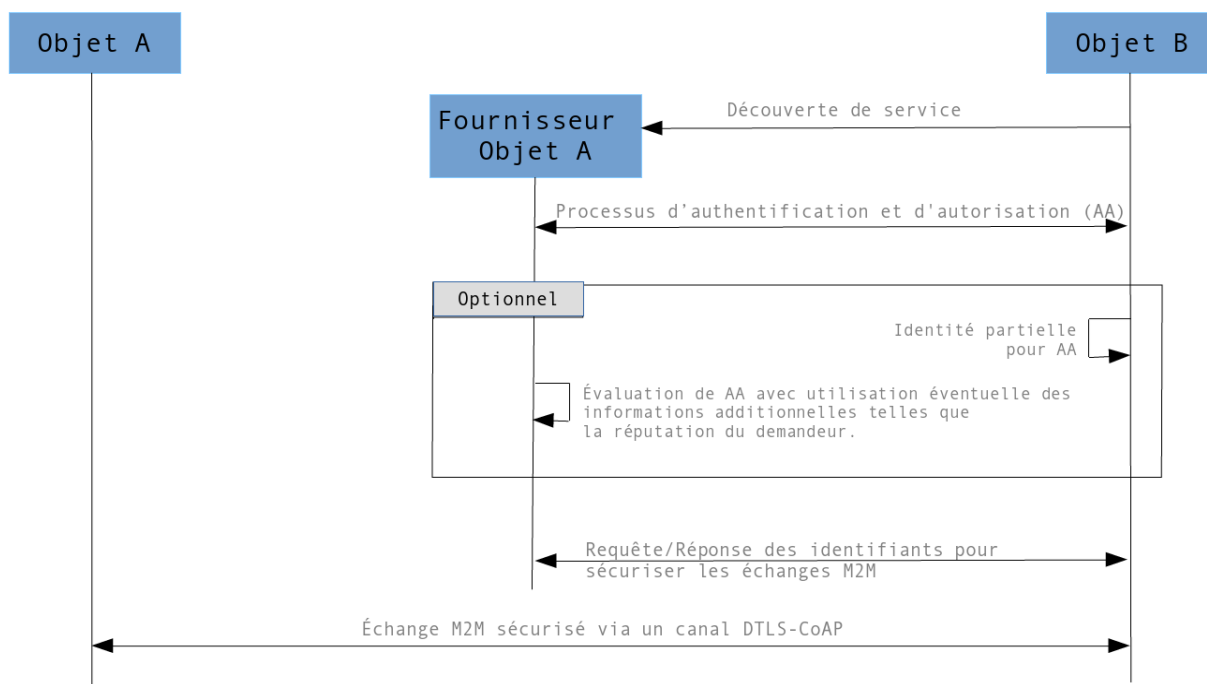 Objet A
Objet B
Découverte de service
Fournisseur
Objet A
Processus d'authentification et d'autorisation (AA)
Optionnel
Identité partielle
pour AA
Évaluation de AA avec utilisation éventuelle des
informations additionnelles telles que
la réputation du demandeur.
Requête/Réponse des identifiants pour
sécuriser les échanges M2M
Échange M2M sécurisé via un canal DTLS-CoAP